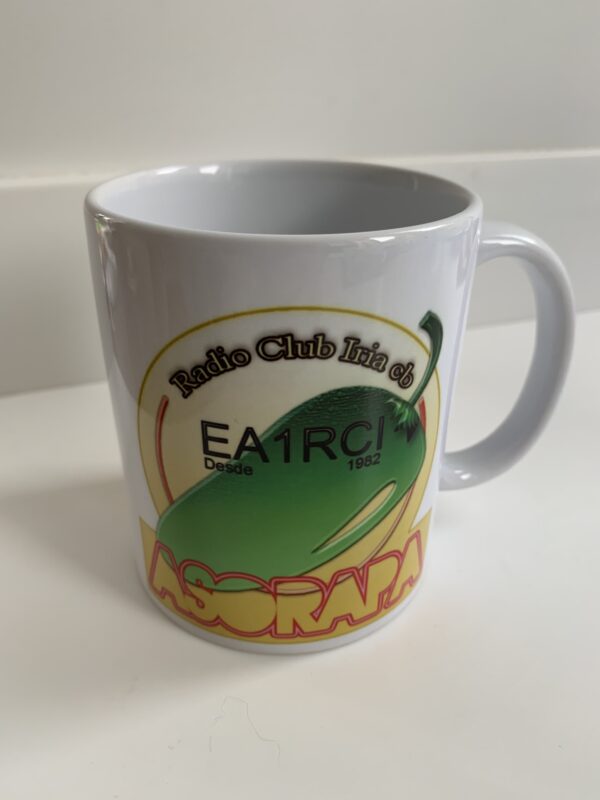 Radio Club Iria cb
EA1RCI
Desde 1982
ASORAPA